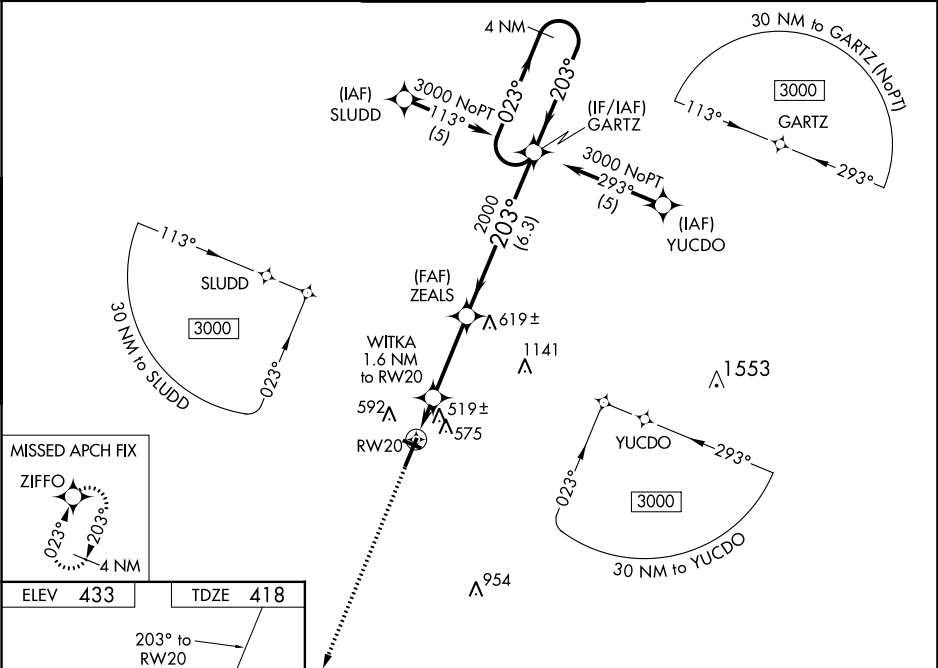 4 NM
023°
203°
(IAF)
SLUDD
3000 NoPT
113°
(5)
(IF/IAF)
GARTZ
3000 NoPT
293°
(5)
(IAF)
YUCDO
30 NM to GARTZ (NoPT)
3000
GARTZ
113°
293°
2000
203°
(6.3)
113°
SLUDD
3000
023°
30 NM to SLUDD
(FAF)
ZEALS
619±
1141
WITKA
1.6 NM
to RW20
592
519±
575
RW20
1553
YUCDO
293°
023°
3000
30 NM to YUCDO
954
MISSED APCH FIX
ZIFFO
023°
203°
4 NM
ELEV 433
TDZE 418
203° to
RW20